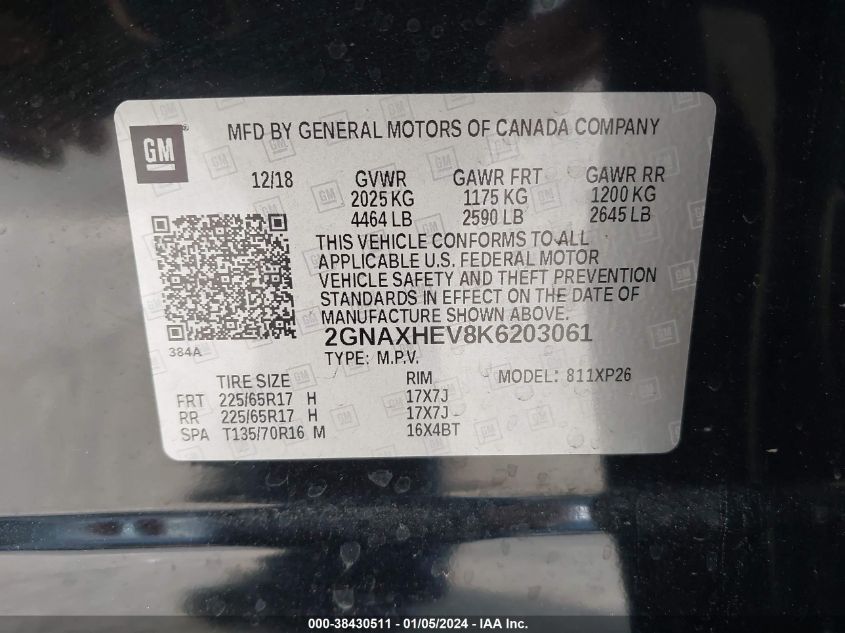 GM
MFD BY GENERAL MOTORS OF CANADA COMPANY
12/18 GVWR GAWR FRT GAWR RR
2025 KG 1175 KG 1200 KG
4464 LB 2590 LB 2645 LB
THIS VEHICLE CONFORMS TO ALL
APPLICABLE U.S. FEDERAL MOTOR
VEHICLE SAFETY AND THEFT PREVENTION
STANDARDS IN EFFECT ON THE DATE OF
MANUFACTURE SHOWN ABOVE.
384A 2GNAXHEV8K6203061
TYPE: M.P.V.
TIRE SIZE RIM MODEL: 811XP26
FRT 225/65R17 H 17X7J
RR 225/65R17 H 17X7J
SPA T135/70R16 M 16X4BT
000-38430511 - 01/05/2024 - IAA Inc.